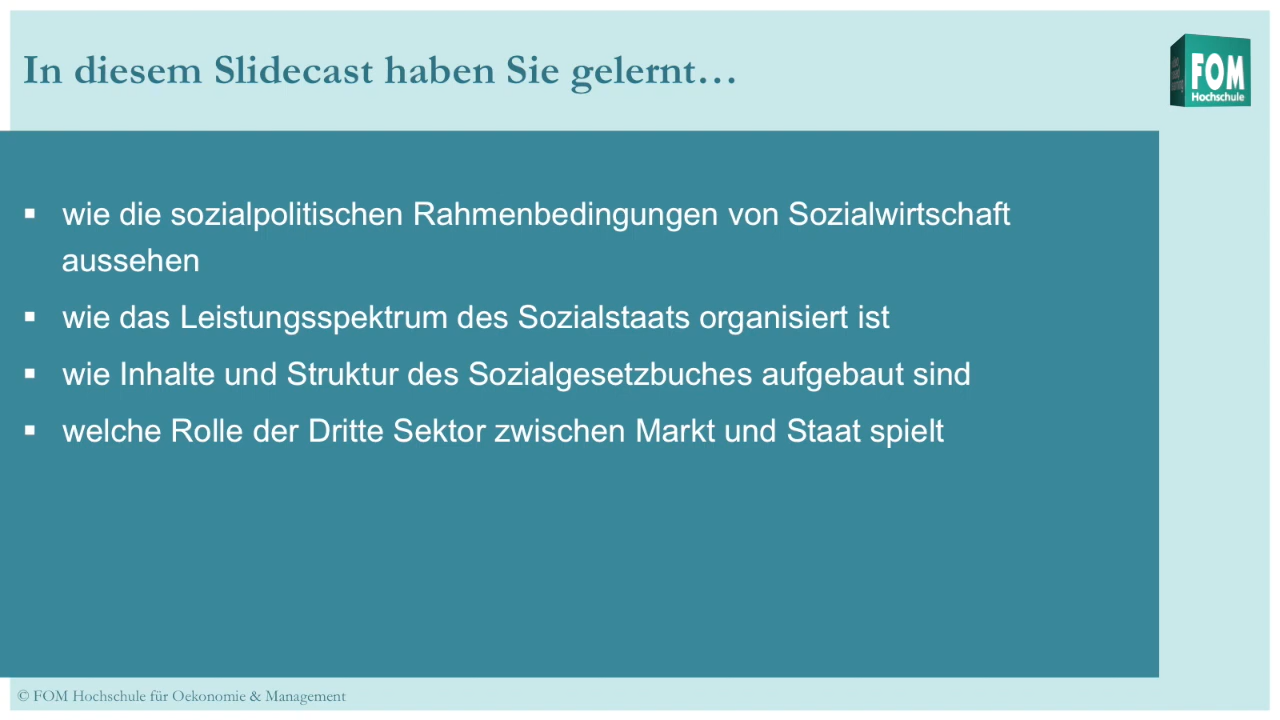 In diesem Slidecast haben Sie gelernt…
FOM
Hochschule
▪ wie die sozialpolitischen Rahmenbedingungen von Sozialwirtschaft
aussehen
▪ wie das Leistungsspektrum des Sozialstaats organisiert ist
▪ wie Inhalte und Struktur des Sozialgesetzbuches aufgebaut sind
▪ welche Rolle der Dritte Sektor zwischen Markt und Staat spielt
© FOM Hochschule für Oekonomie & Management